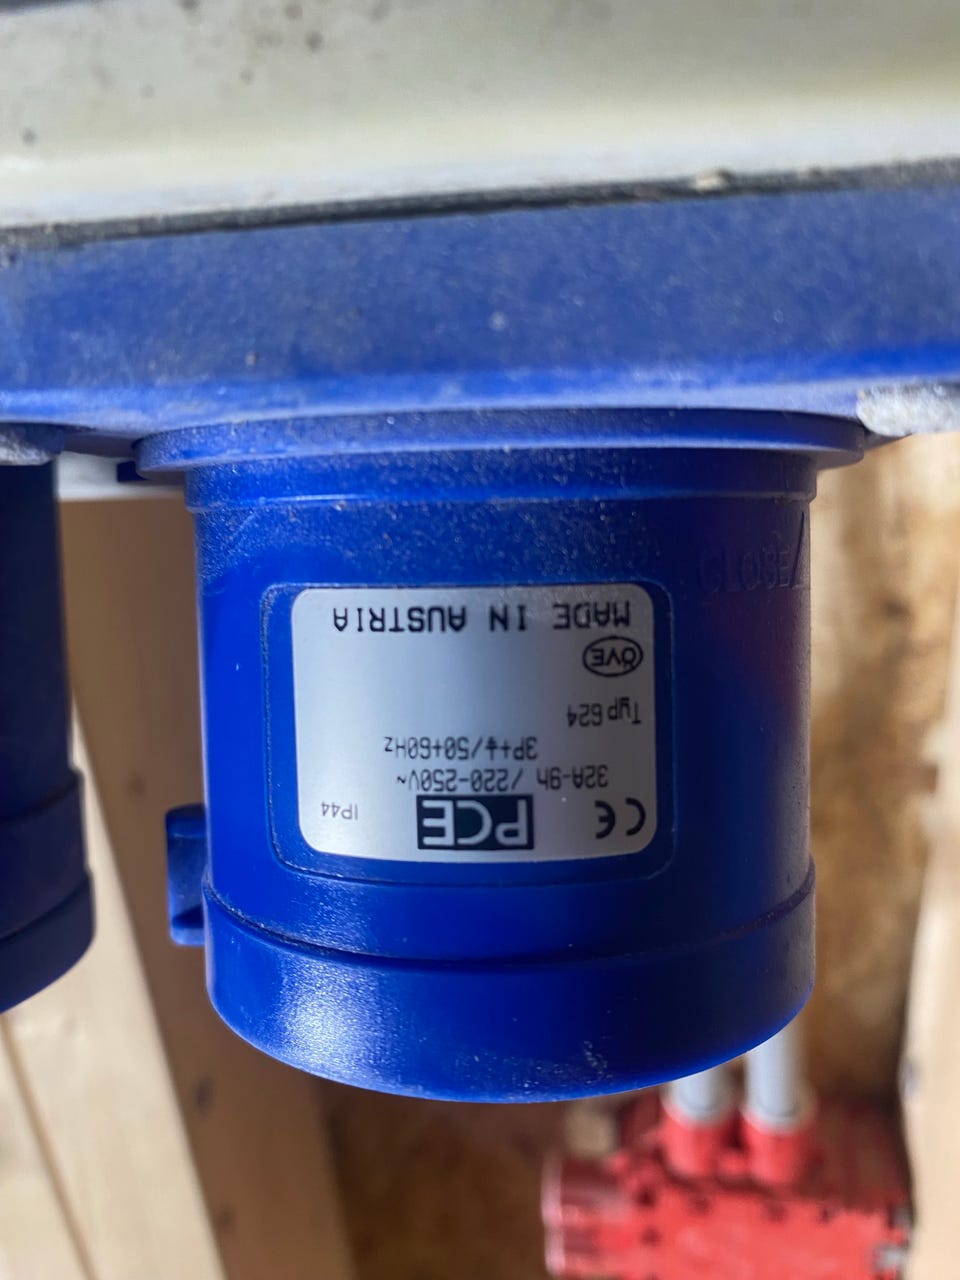 CE PCE IP44
32A-9h /220-250V~
3P+⏚/50+60Hz
Typ 624
ÖVE
MADE IN AUSTRIA